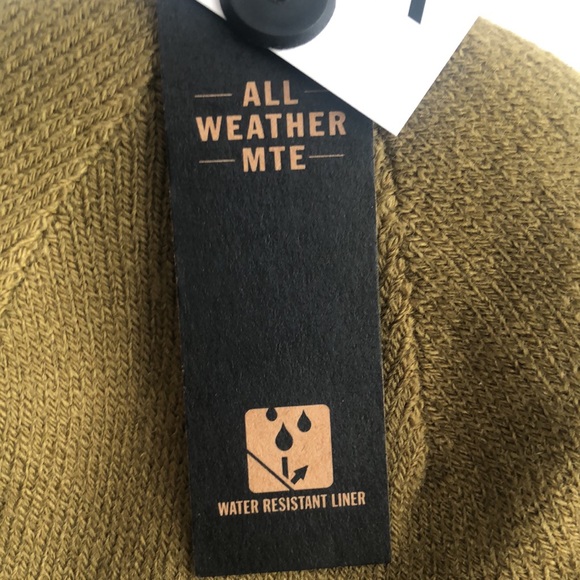 ALL
WEATHER
MTE
WATER RESISTANT LINER